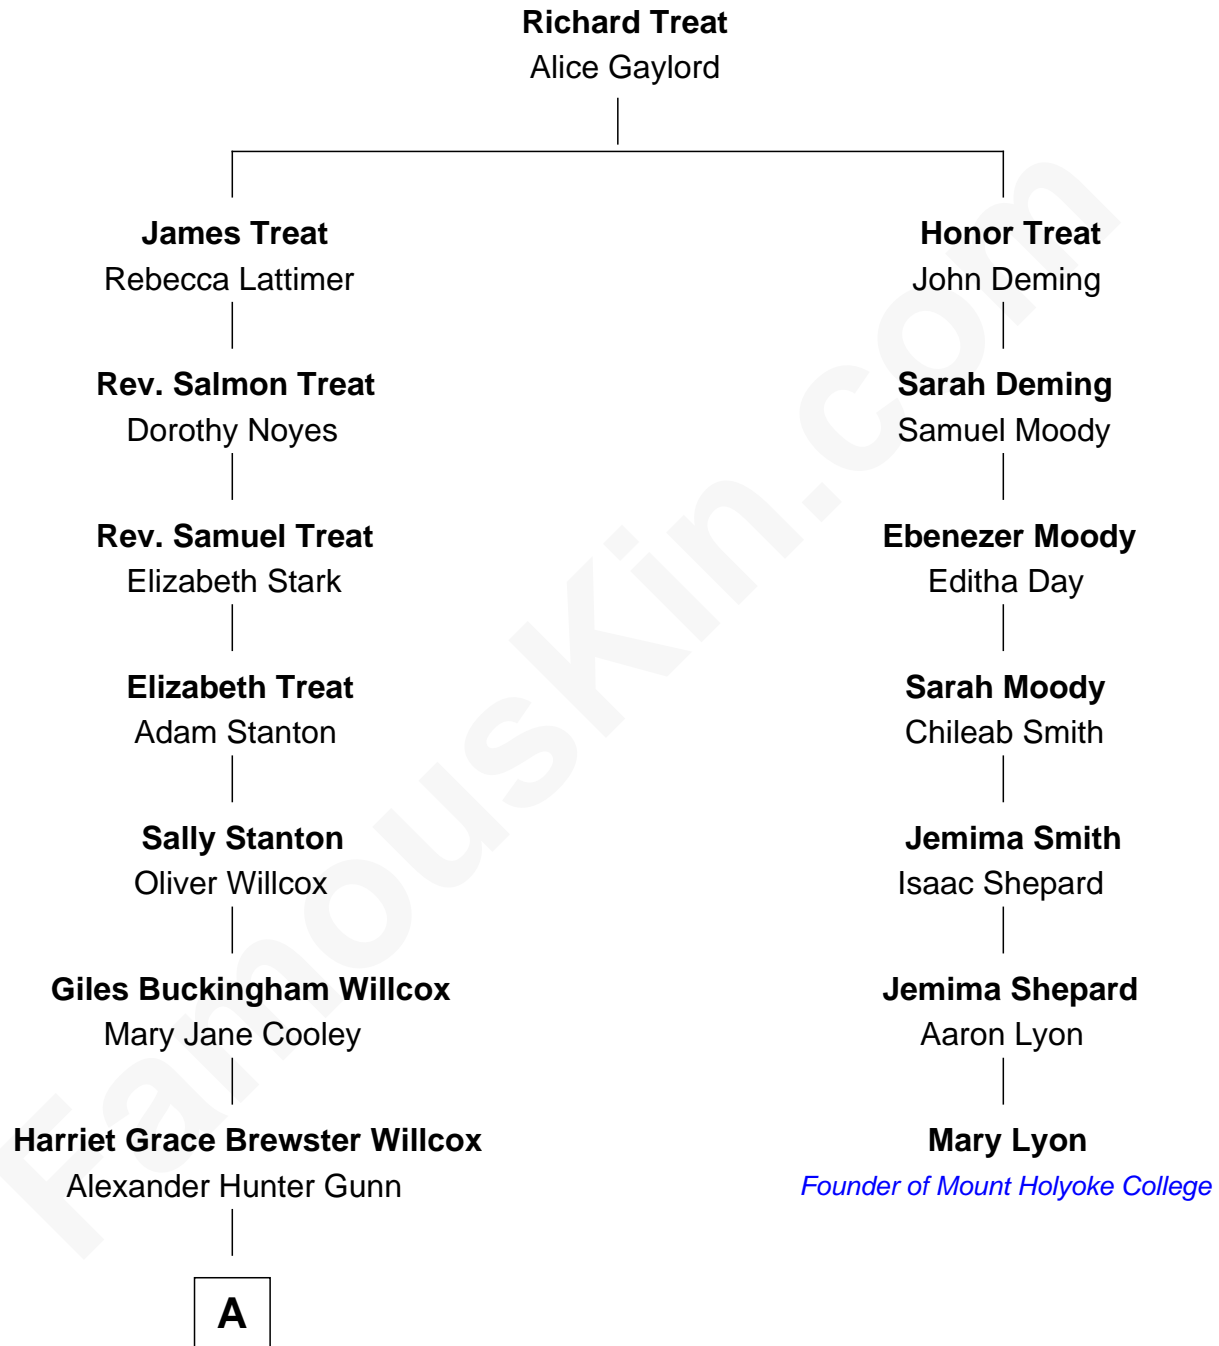 Richard Treat
Alice Gaylord
James Treat
Rebecca Lattimer
Rev. Salmon Treat
Dorothy Noyes
Rev. Samuel Treat
Elizabeth Stark
Elizabeth Treat
Adam Stanton
Sally Stanton
Oliver Willcox
Giles Buckingham Willcox
Mary Jane Cooley
Harriet Grace Brewster Willcox
Alexander Hunter Gunn
A
Honor Treat
John Deming
Sarah Deming
Samuel Moody
Ebenezer Moody
Editha Day
Sarah Moody
Chileab Smith
Jemima Smith
Isaac Shepard
Jemima Shepard
Aaron Lyon
Mary Lyon
Founder of Mount Holyoke College
FamousKin.com